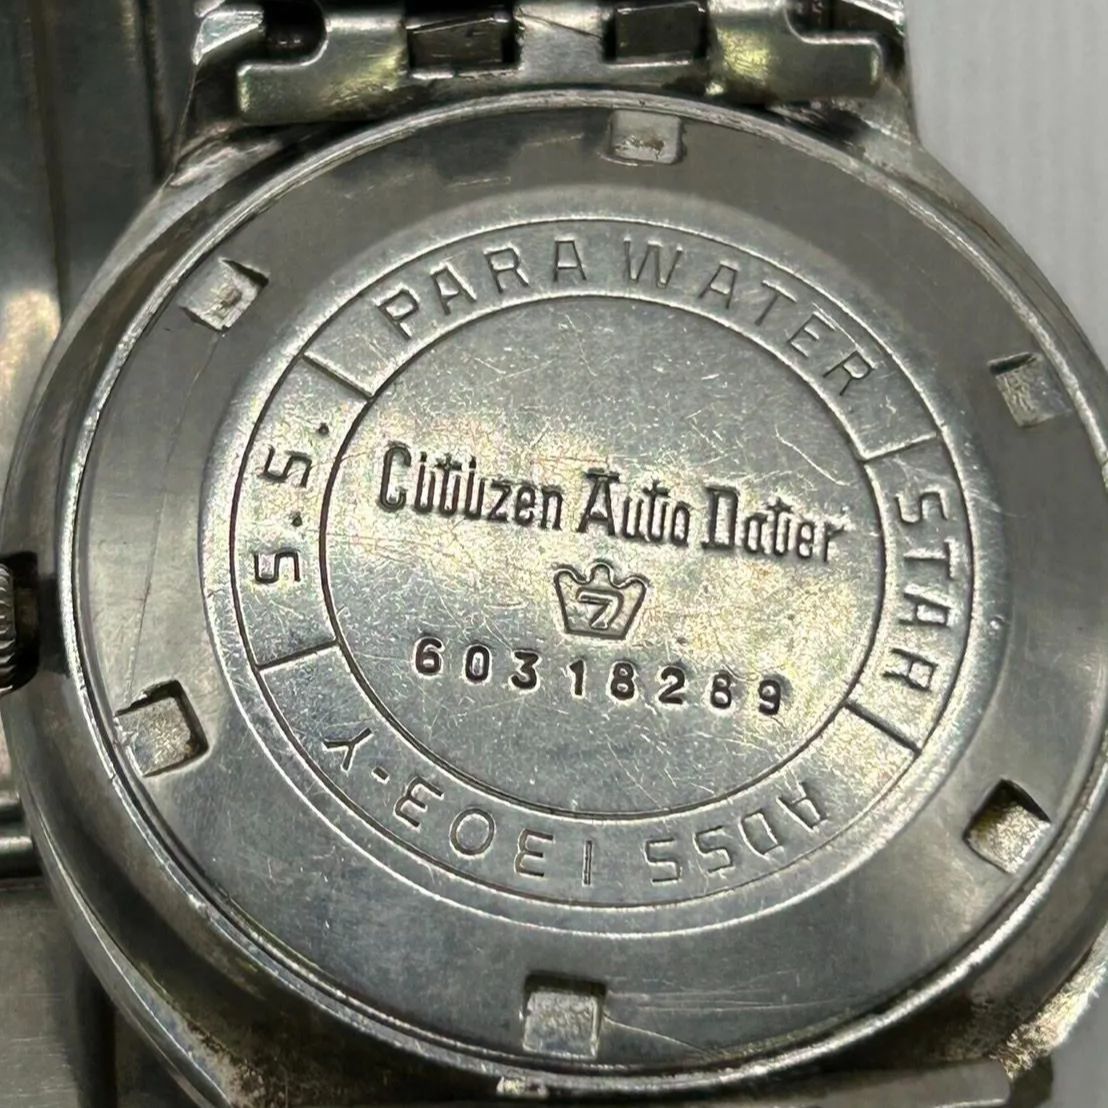 PARA WATER
STAR
ADSS 1303-Y
S.S.
Citizen Auto Dater
7
60318289